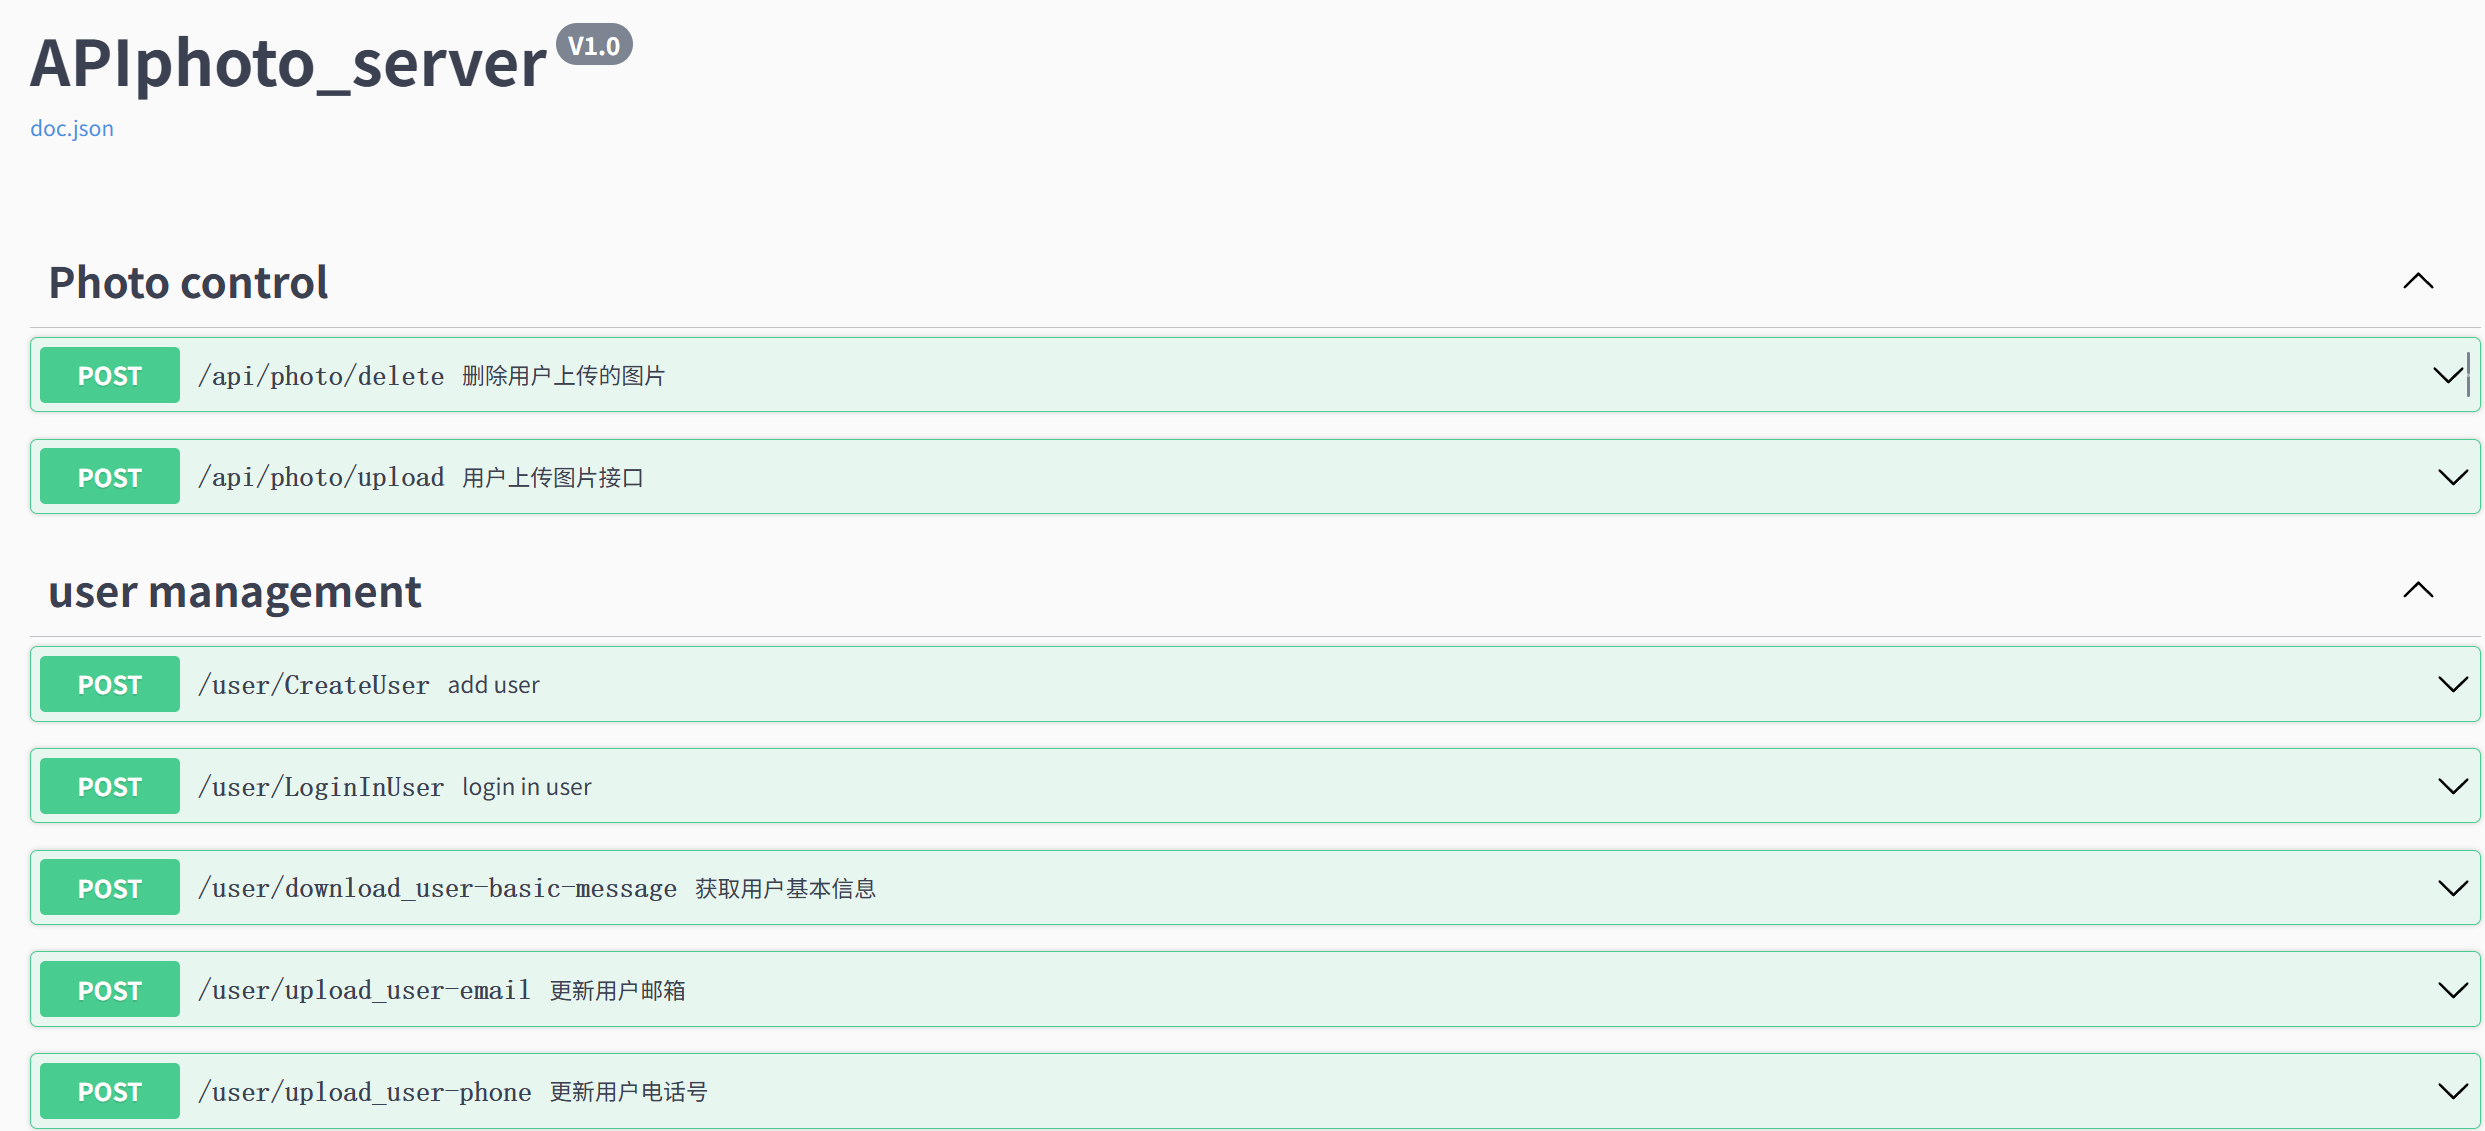 APIphoto_server V1.0
doc.json
Photo control
POST /api/photo/delete 删除用户上传的图片
POST /api/photo/upload 用户上传图片接口
user management
POST /user/CreateUser add user
POST /user/LoginInUser login in user
POST /user/download_user-basic-message 获取用户基本信息
POST /user/upload_user-email 更新用户邮箱
POST /user/upload_user-phone 更新用户电话号